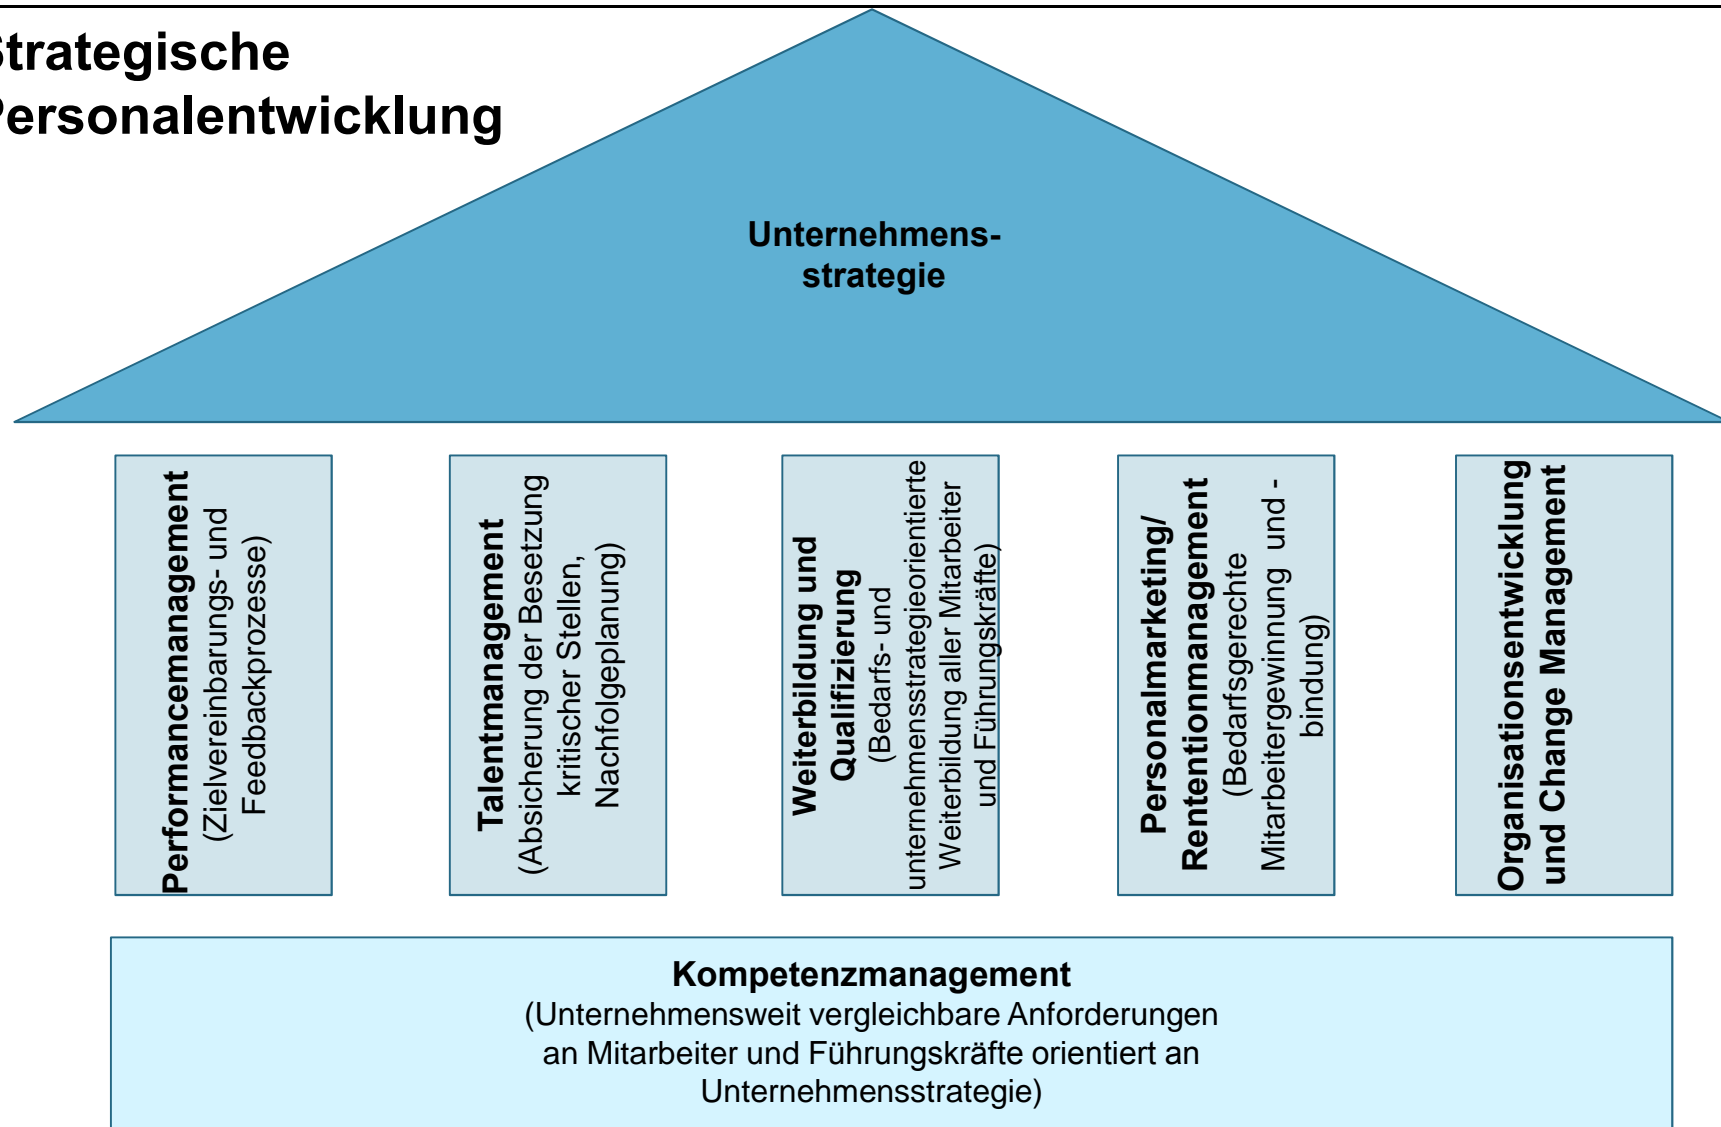 Strategische
Personalentwicklung
Unternehmens-
strategie
Performancemanagement
(Zielvereinbarungs- und
Feedbackprozesse)
Talentmanagement
(Absicherung der Besetzung
kritischer Stellen,
Nachfolgeplanung)
Weiterbildung und
Qualifizierung
(Bedarfs- und
unternehmensstrategieorientierte
Weiterbildung aller Mitarbeiter
und Führungskräfte)
Personalmarketing/
Rentionmanagement
(Bedarfsgerechte
Mitarbeitergewinnung und -
bindung)
Organisationsentwicklung
und Change Management
Kompetenzmanagement
(Unternehmensweit vergleichbare Anforderungen
an Mitarbeiter und Führungskräfte orientiert an
Unternehmensstrategie)